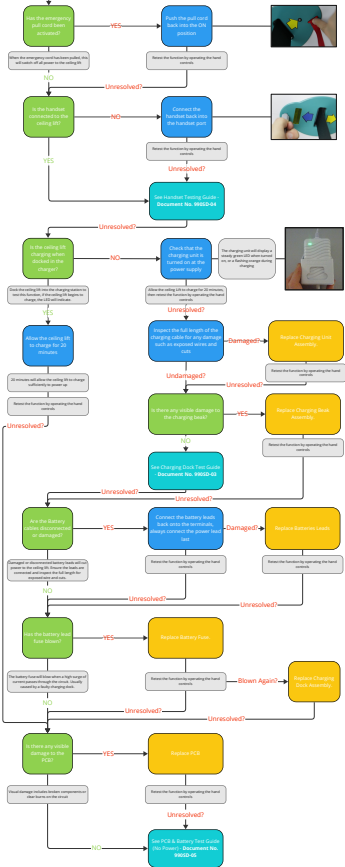 Has the emergency
pull cord been
activated?
YES
Push the pull cord
back into the ON
position
When the emergency cord has been pulled, this
will switch off all power to the ceiling lift
Retest the function by operating the hand
controls
NO
Unresolved?
Is the handset
connected to the
ceiling lift?
NO
Connect the
handset back into
the handset port
Retest the function by operating the hand
controls
YES
Unresolved?
See Handset Testing Guide -
Document No. 990SD-04
Unresolved?
Is the ceiling lift
charging when
docked in the
charger?
NO
Check that the
charging unit is
turned on at the
power supply
The charging unit will display a
steady green LED when turned
on, or a flashing orange during
charging
Dock the ceiling lift into the charging station to
test this function, if the ceiling lift begins to
charge, the LED will indicate
Allow the ceiling Lift to charge for 20 minutes,
then retest the function by operating the hand
controls
YES
Unresolved?
Allow the ceiling lift
to charge for 20
minutes
Inspect the full length of the
charging cable for any damage
such as exposed wires and
cuts
Damaged?
Replace Charging Unit
Assembly
20 minutes will allow the ceiling lift to charge
sufficiently to power up
Retest the function by operating the hand
controls
Undamaged?
Unresolved?
Retest the function by operating the hand
controls
Is there any visible damage to
the charging base?
YES
Replace Charging Base
Assembly
Unresolved?
NO
Retest the function by operating the hand
controls
See Charging Dock Test Guide
- Document No. 990SD-03
Unresolved?
Unresolved?
Are the Battery
cables disconnected
or damaged?
YES
Connect the battery leads
back onto the terminals,
always connect the power lead
last
Damaged?
Replace Batteries Leads
Damaged or disconnected battery leads will cut
power to the ceiling lift. Ensure the leads are
connected and inspect the full length for
exposed wires and cuts.
Retest the function by operating the hand
controls
Retest the function by operating the hand
controls
NO
Unresolved?
Unresolved?
Has the battery lead
fuse blown?
YES
Replace Battery Fuse
The battery fuse will blow when a high surge of
current passes through the circuit. Usually
caused by a faulty charging dock
Retest the function by operating the hand
controls
Blown Again?
Replace Charging
Dock Assembly
NO
Unresolved?
Unresolved?
Is there any visible
damage to the
PCB?
YES
Replace PCB
Visual damage includes broken components or
clear burns on the circuit
Retest the function by operating the hand
controls
Unresolved?
NO
See PCB & Battery Test Guide
(No Power) - Document No.
990SD-05